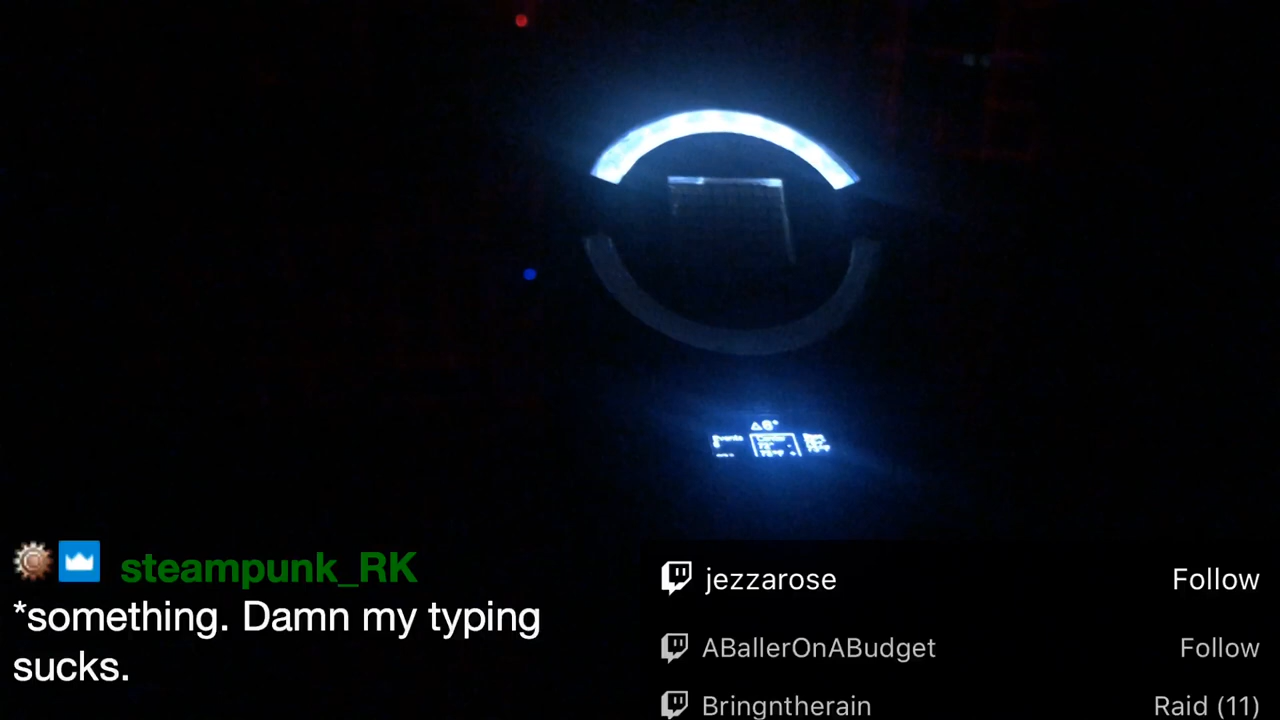 steampunk_RK
*something. Damn my typing
sucks.
jezzarose Follow
ABallerOnABudget Follow
Bringntherain Raid (11)